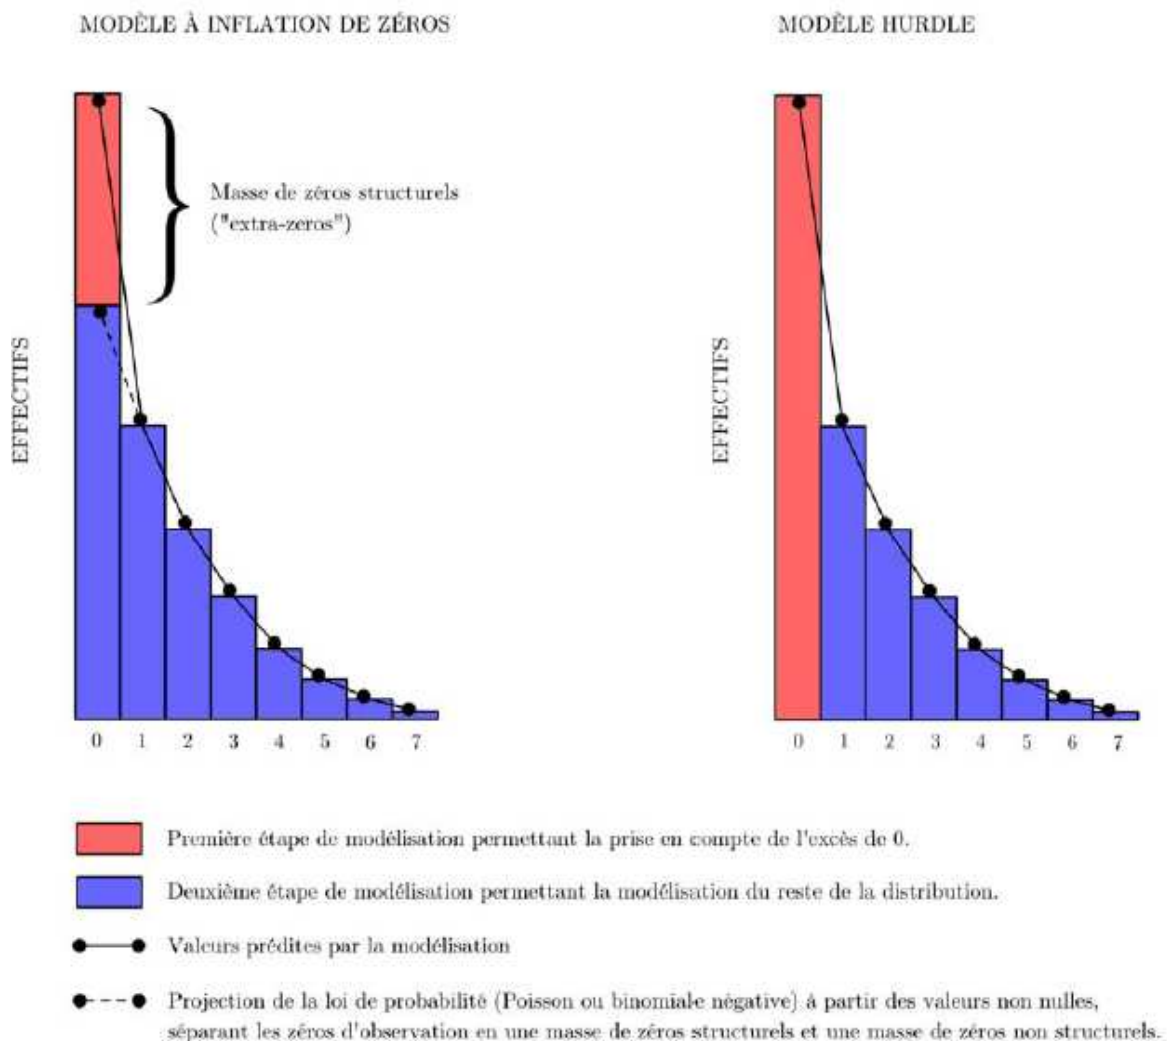 MODÈLE À INFLATION DE ZÉROS
MODÈLE HURDLE
Masse de zéros structurels
("extra-zeros")
EFFECTIFS
EFFECTIFS
0 1 2 3 4 5 6 7
0 1 2 3 4 5 6 7
Première étape de modélisation permettant la prise en compte de l'excès de 0.
Deuxième étape de modélisation permettant la modélisation du reste de la distribution.
Valeurs prédites par la modélisation
Projection de la loi de probabilité (Poisson ou binomiale négative) à partir des valeurs non nulles,
séparant les zéros d'observation en une masse de zéros structurels et une masse de zéros non structurels.